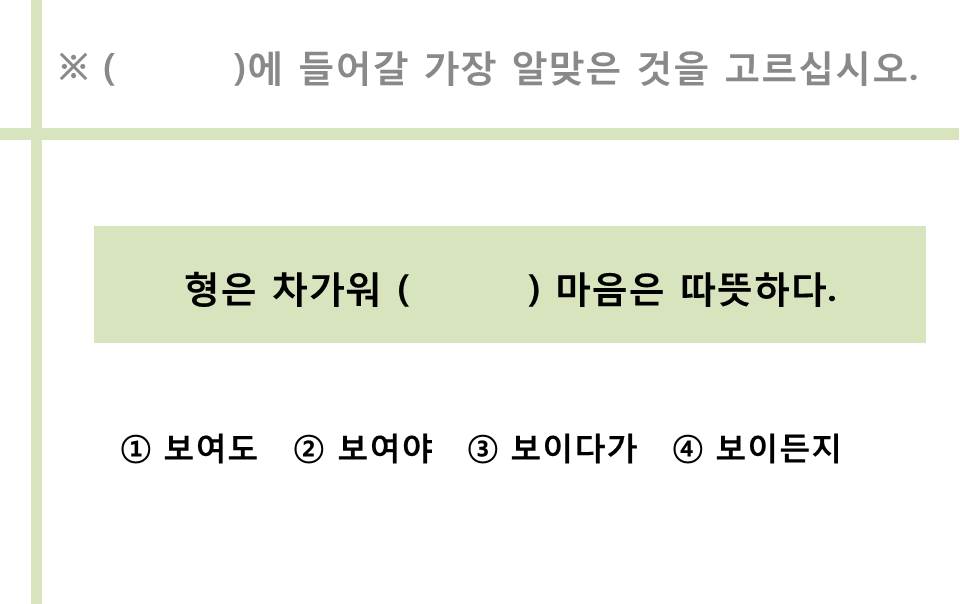 ※ (          )에 들어갈 가장 알맞은 것을 고르십시오.
형은 차가워 (          ) 마음은 따뜻하다.
① 보여도 ② 보여야 ③ 보이다가 ④ 보이든지